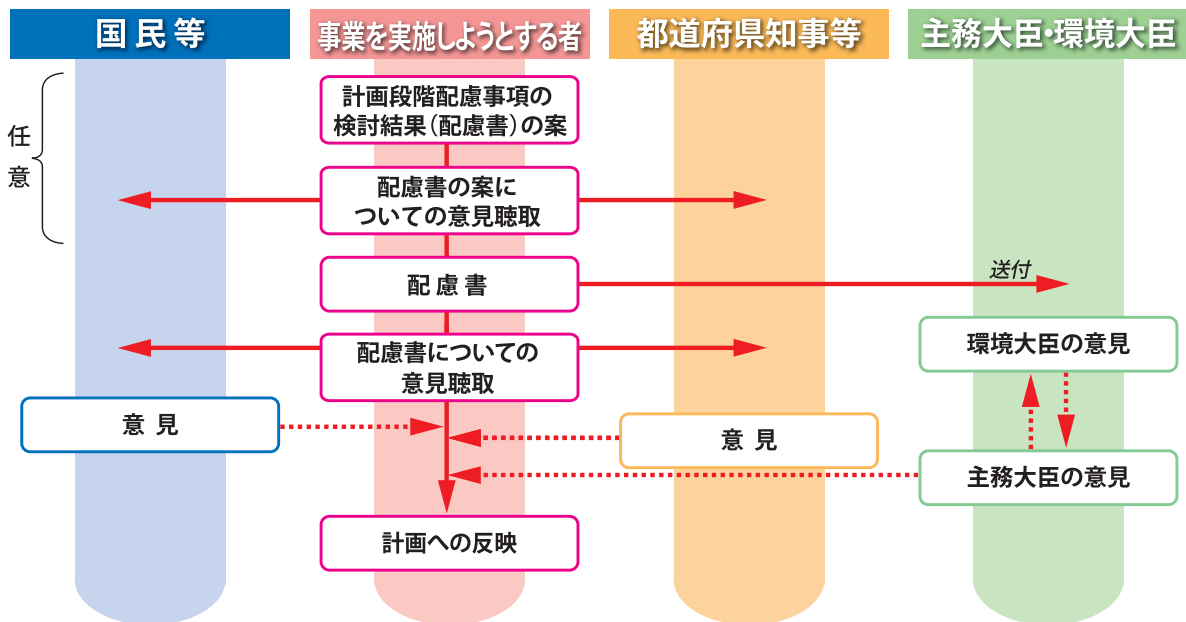 国民等
事業を実施しようとする者
都道府県知事等
主務大臣・環境大臣
任意
計画段階配慮事項の
検討結果（配慮書）の案
配慮書の案に
ついての意見聴取
配慮書
送付
配慮書についての
意見聴取
環境大臣の意見
意見
意見
主務大臣の意見
計画への反映